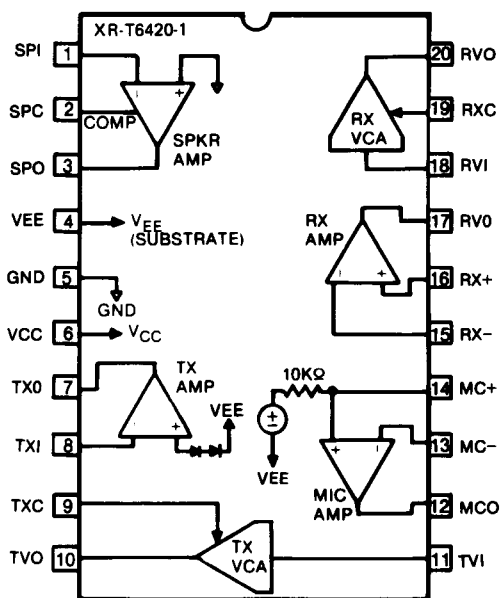 XR-T6420-1
SPI 1
SPC 2
COMP
SPO 3
SPKR
AMP
VEE 4
VEE
(SUBSTRATE)
GND 5
GND
VCC 6
VCC
TX0 7
TX
AMP
VEE
TXI 8
TXC 9
TVO 10
TX
VCA
20 RVO
19 RXC
RX
VCA
18 RVI
17 RV0
RX
AMP
16 RX+
15 RX-
10KΩ
14 MC+
VEE
13 MC-
MIC
AMP
12 MCO
11 TVI